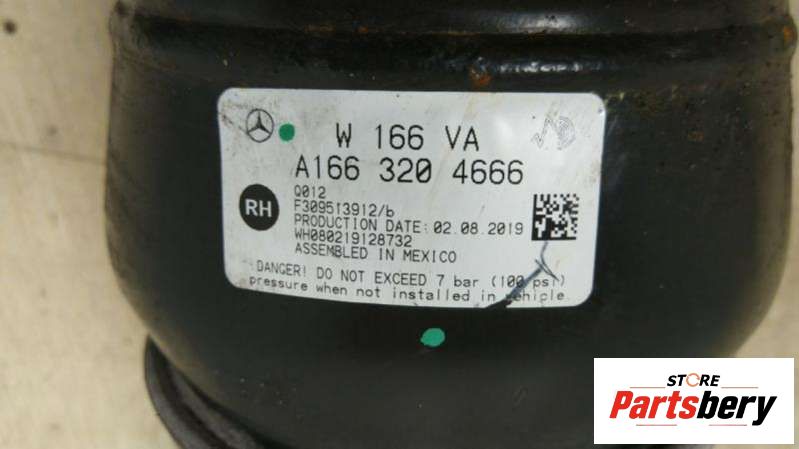 W 166 VA
A166 320 4666
RH
Q012
F309513912/b
PRODUCTION DATE: 02.08.2019
WH080219128732
ASSEMBLED IN MEXICO
DANGER! DO NOT EXCEED 7 bar (100 psi)
pressure when not installed in vehicle.
STORE
Partsbery